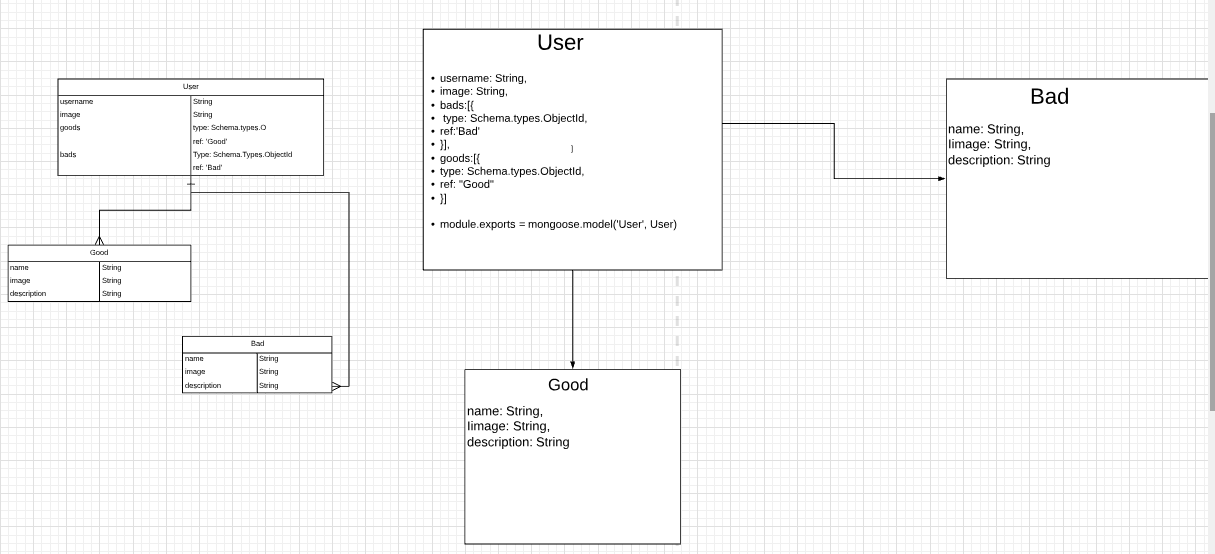 User
username String
image String
goods type: Schema.types.O
ref: 'Good'
bads Type: Schema.Types.ObjectId
ref: 'Bad'
Good
name String
image String
description String
Bad
name String
image String
description String
User
• username: String,
• image: String,
• bads:[{
• type: Schema.types.ObjectId,
• ref:'Bad'
• }],
}
• goods:[{
• type: Schema.types.ObjectId,
• ref: "Good"
• }]
• module.exports = mongoose.model('User', User)
Good
name: String,
Iimage: String,
description: String
Bad
name: String,
Iimage: String,
description: String